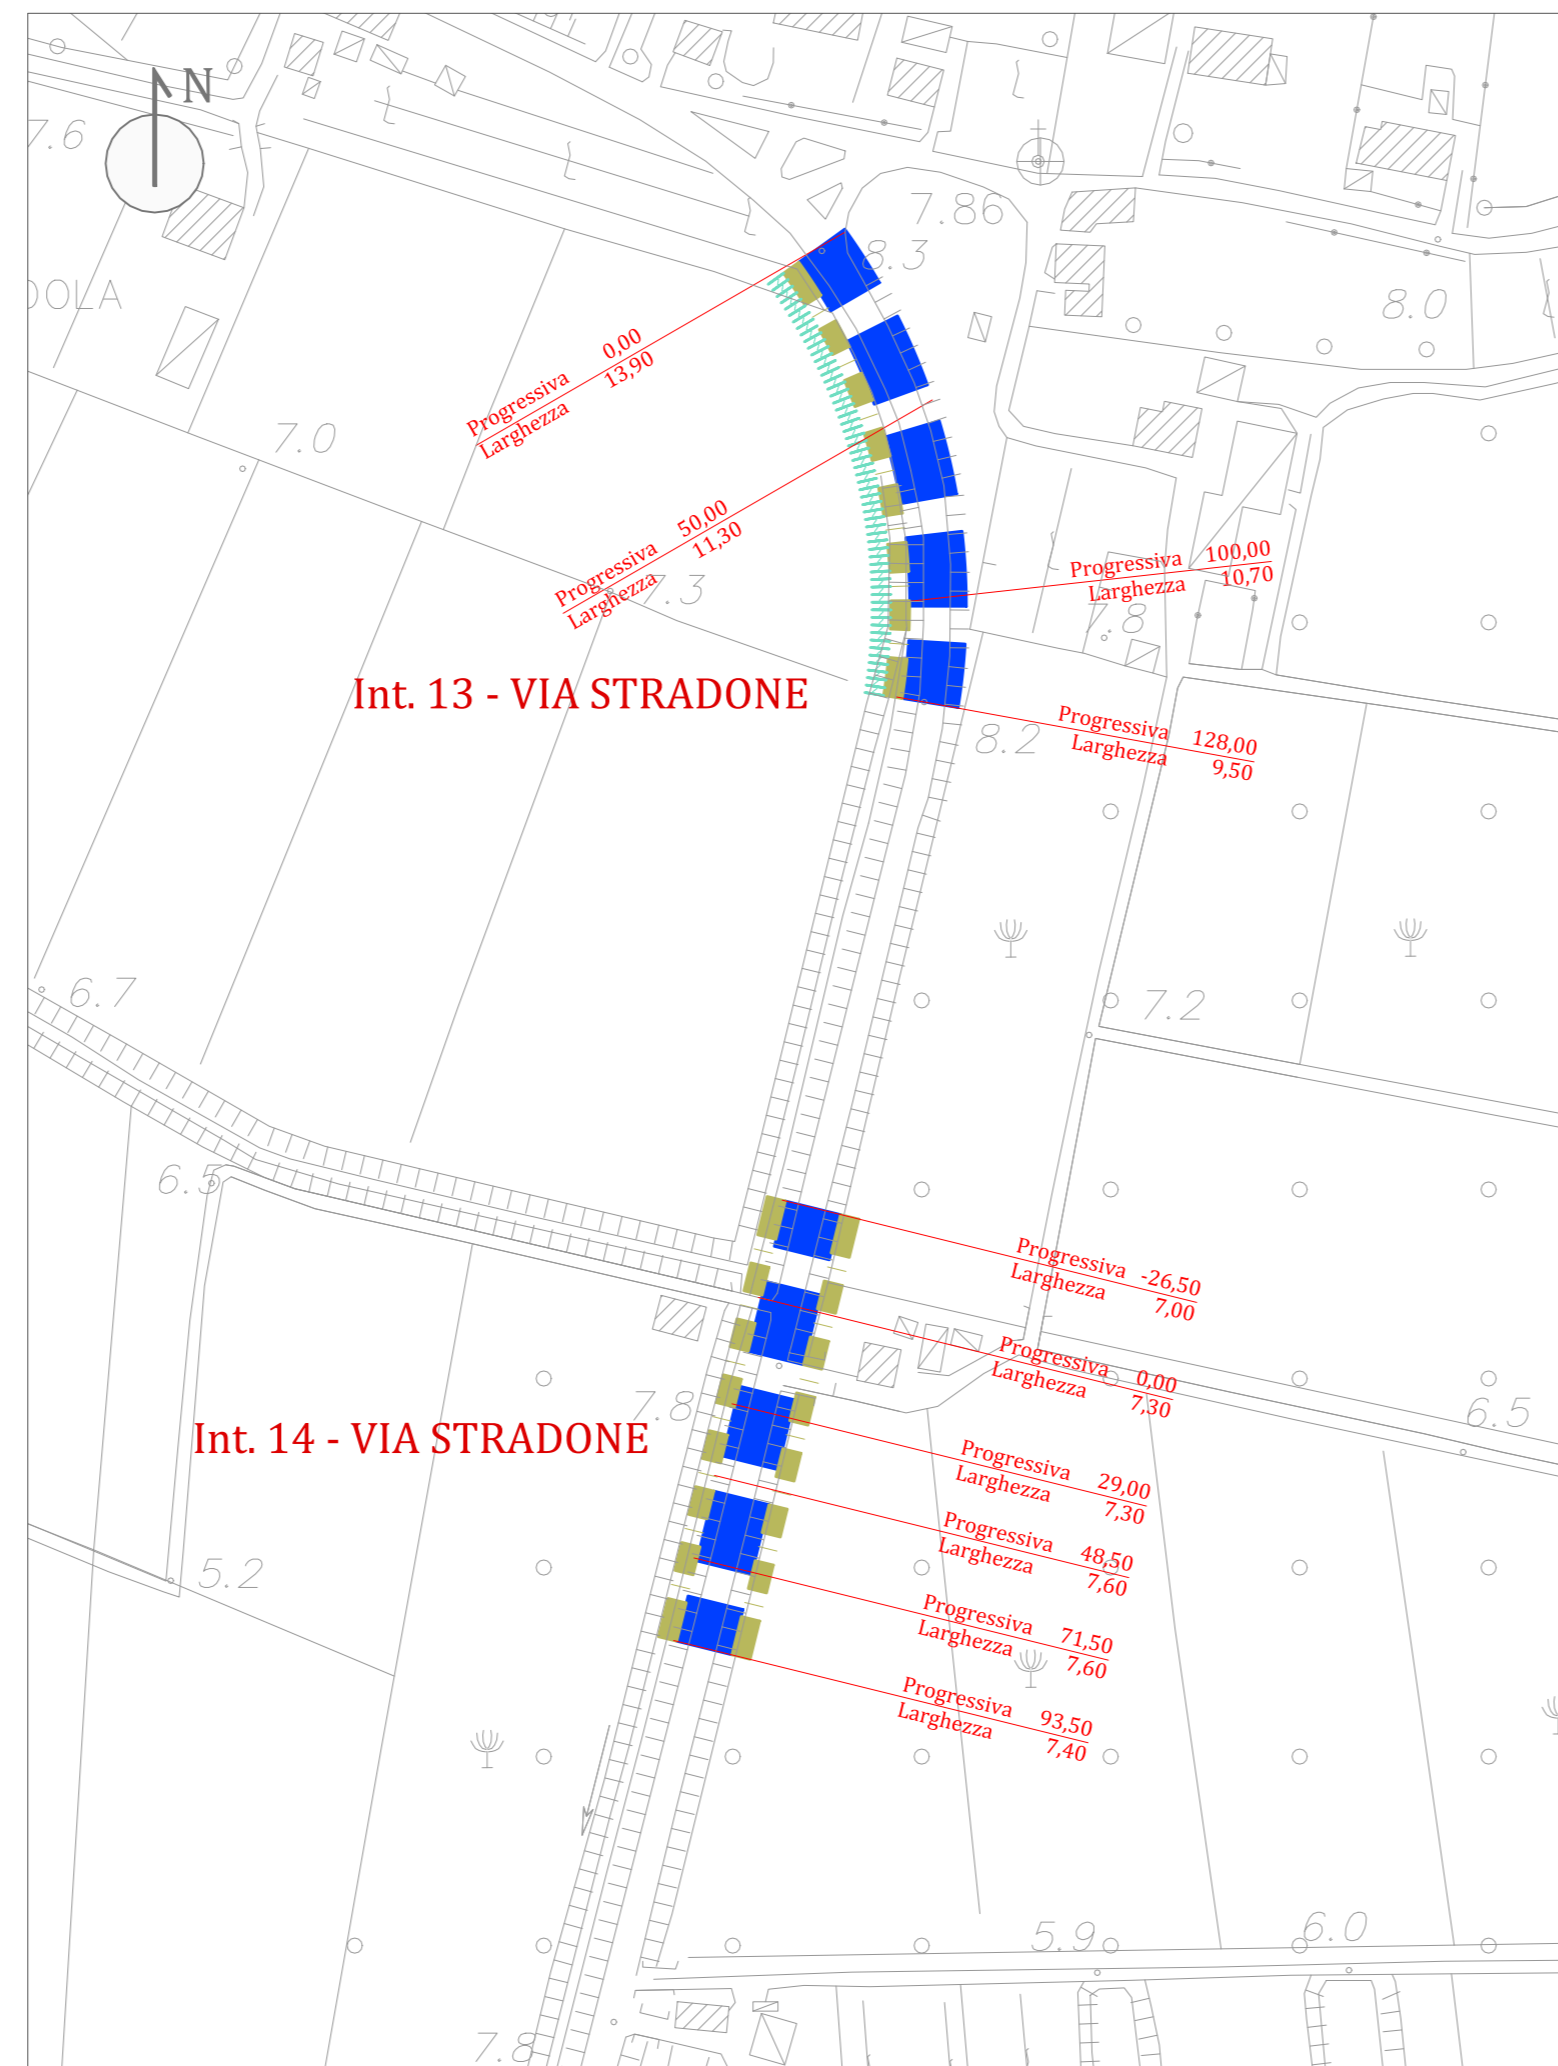 N
7.6
7.86
8.3
DOLA
8.0
0,00
Progressiva
13,90
Larghezza
7.0
50,00
Progressiva
11,30
Larghezza
7.3
Progressiva 100,00
Larghezza 10,70
7.8
Int. 13 - VIA STRADONE
Progressiva 128,00
Larghezza 9,50
8.2
6.7
7.2
6.5
Progressiva -26,50
Larghezza 7,00
Progressiva 0,00
Larghezza 7,30
7.8
6.5
Int. 14 - VIA STRADONE
Progressiva 29,00
Larghezza 7,30
Progressiva 48,50
Larghezza 7,60
5.2
Progressiva 71,50
Larghezza 7,60
Progressiva 93,50
Larghezza 7,40
5.9
6.0
7.8